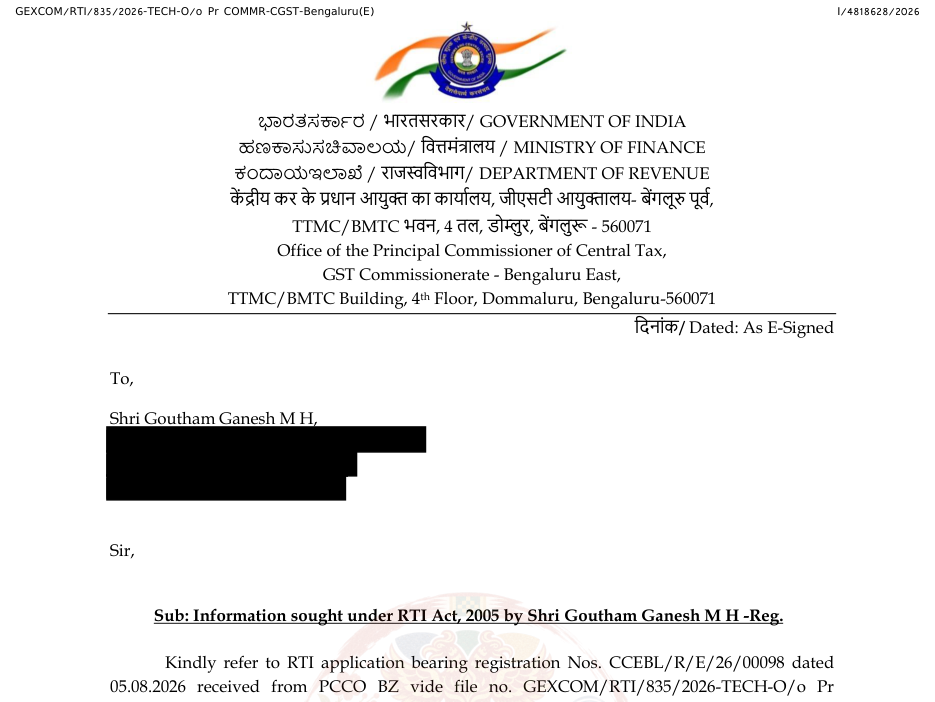 GEXCOM/RTI/835/2026-TECH-O/o Pr COMMR-CGST-Bengaluru(E) I/4818628/2026
ಭಾರತಸರ್ಕಾರ / भारतसरकार/ GOVERNMENT OF INDIA
ಹಣಕಾಸುಸಚಿವಾಲಯ/ वित्तमंत्रालय / MINISTRY OF FINANCE
ಕಂದಾಯಇಲಾಖೆ / राजस्वविभाग/ DEPARTMENT OF REVENUE
केंद्रीय कर के प्रधान आयुक्त का कार्यालय, जीएसटी आयुक्तालय- बेंगलूरु पूर्व,
TTMC/BMTC भवन, 4 तल, डोम्लुर, बेंगलुरू - 560071
Office of the Principal Commissioner of Central Tax,
GST Commissionerate - Bengaluru East,
TTMC/BMTC Building, 4th Floor, Dommaluru, Bengaluru-560071
दिनांक/ Dated: As E-Signed
To,
Shri Goutham Ganesh M H,
Sir,
Sub: Information sought under RTI Act, 2005 by Shri Goutham Ganesh M H -Reg.
Kindly refer to RTI application bearing registration Nos. CCEBL/R/E/26/00098 dated
05.08.2026 received from PCCO BZ vide file no. GEXCOM/RTI/835/2026-TECH-O/o Pr